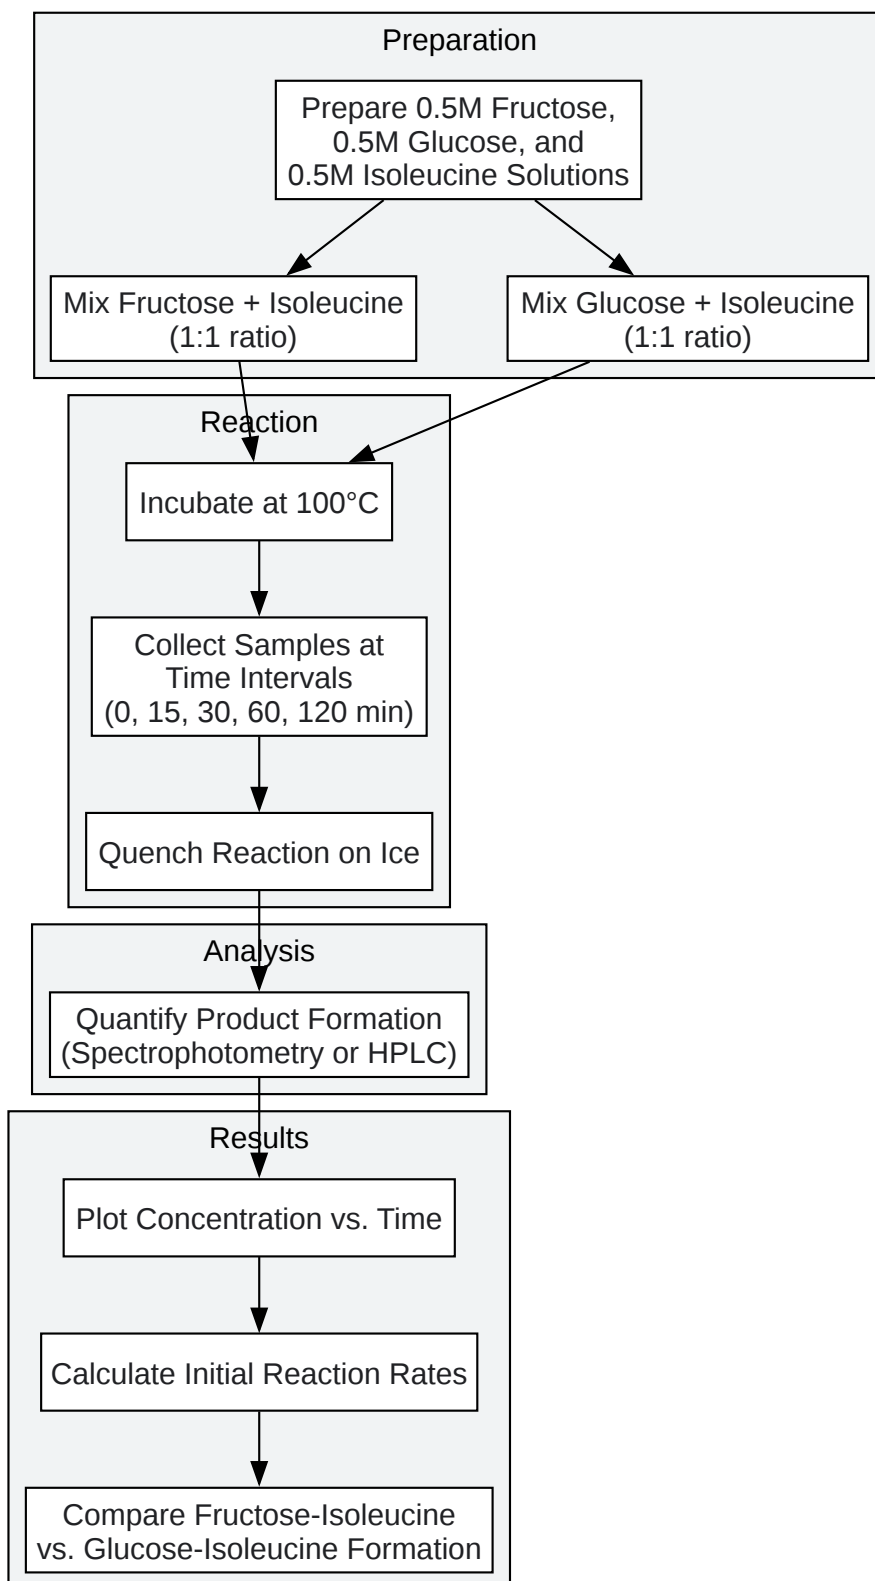 Preparation
Prepare 0.5M Fructose,
0.5M Glucose, and
0.5M Isoleucine Solutions
Mix Fructose + Isoleucine
(1:1 ratio)
Mix Glucose + Isoleucine
(1:1 ratio)
Reaction
Incubate at 100°C
Collect Samples at
Time Intervals
(0, 15, 30, 60, 120 min)
Quench Reaction on Ice
Analysis
Quantify Product Formation
(Spectrophotometry or HPLC)
Results
Plot Concentration vs. Time
Calculate Initial Reaction Rates
Compare Fructose-Isoleucine
vs. Glucose-Isoleucine Formation